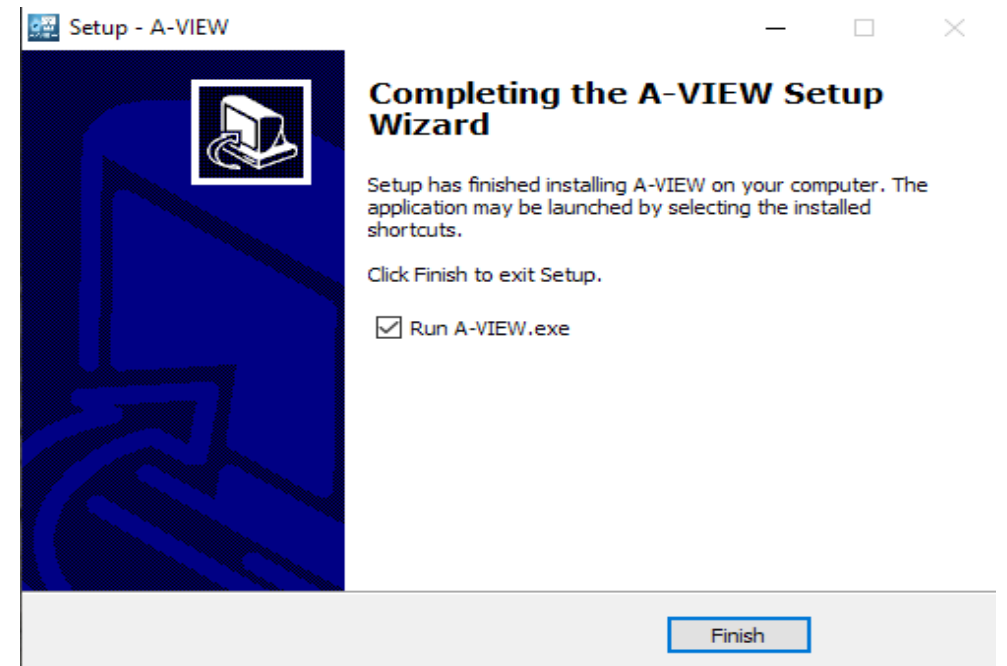 Setup - A-VIEW
Completing the A-VIEW Setup
Wizard
Setup has finished installing A-VIEW on your computer. The
application may be launched by selecting the installed
shortcuts.
Click Finish to exit Setup.
Run A-VIEW.exe
Finish